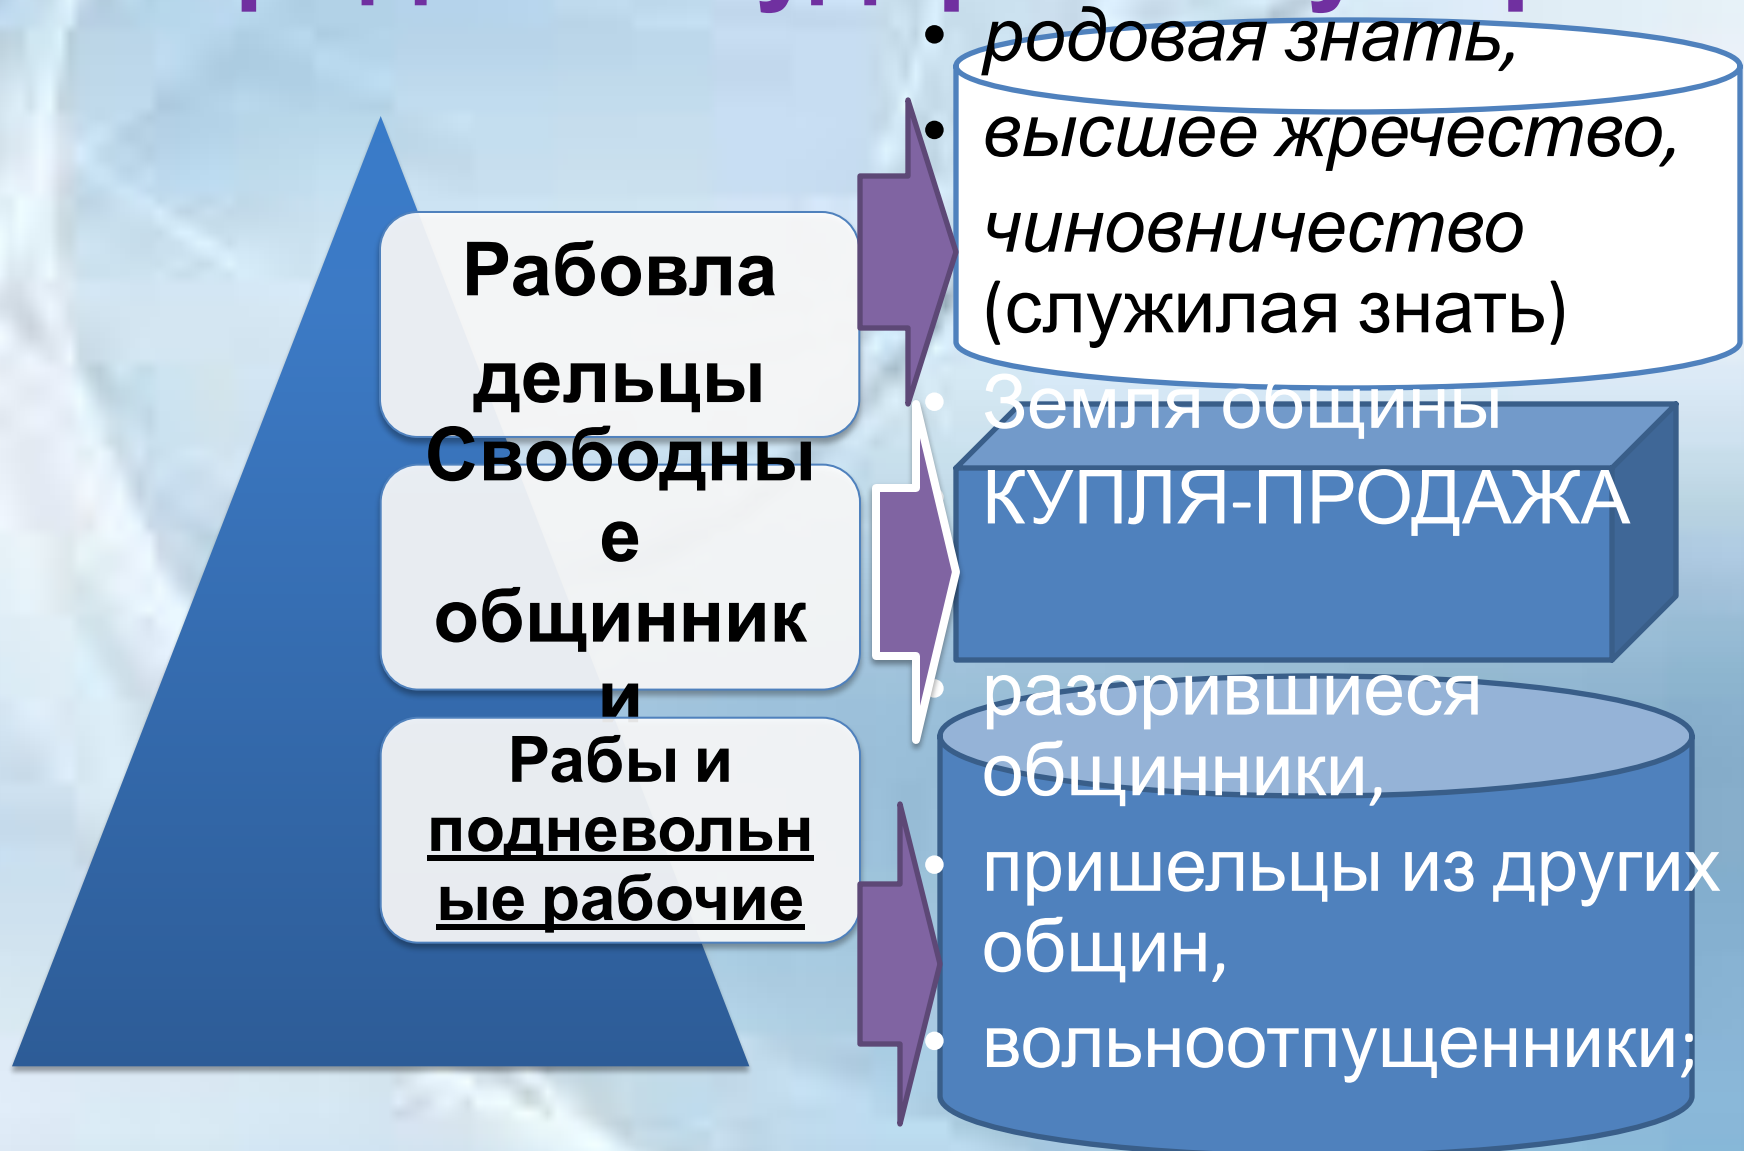 родовая знать,
высшее жречество,
чиновничество
(служилая знать)
Рабовла
дельцы
Земля общины
КУПЛЯ-ПРОДАЖА
Свободны
е
общинник
и
разорившиеся
общинники,
пришельцы из других
общин,
вольноотпущенники;
Рабы и
подневольн
ые рабочие